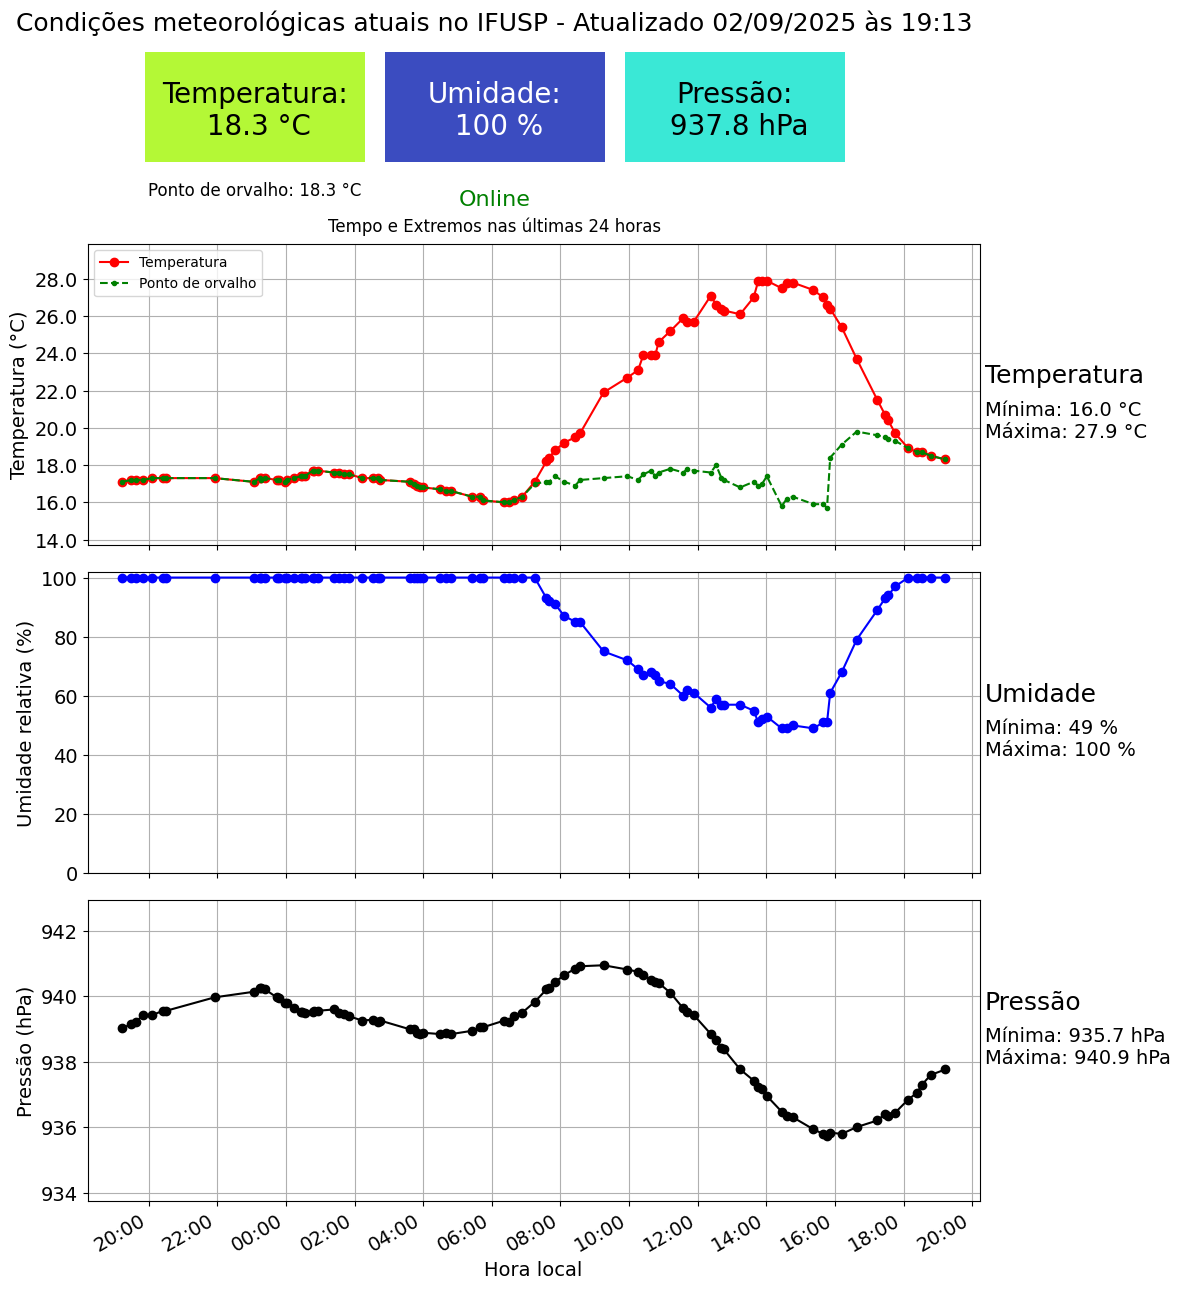 Condições meteorológicas atuais no IFUSP - Atualizado 02/09/2025 às 19:13
Temperatura:
18.3 °C
Umidade:
100 %
Pressão:
937.8 hPa
Ponto de orvalho: 18.3 °C
Online
Tempo e Extremos nas últimas 24 horas
Temperatura
Ponto de orvalho
Temperatura (°C)
28.0
26.0
24.0
22.0
20.0
18.0
16.0
14.0
Temperatura
Mínima: 16.0 °C
Máxima: 27.9 °C
Umidade relativa (%)
100
80
60
40
20
0
Umidade
Mínima: 49 %
Máxima: 100 %
Pressão (hPa)
942
940
938
936
934
Pressão
Mínima: 935.7 hPa
Máxima: 940.9 hPa
20:00
22:00
00:00
02:00
04:00
06:00
08:00
10:00
12:00
14:00
16:00
18:00
20:00
Hora local